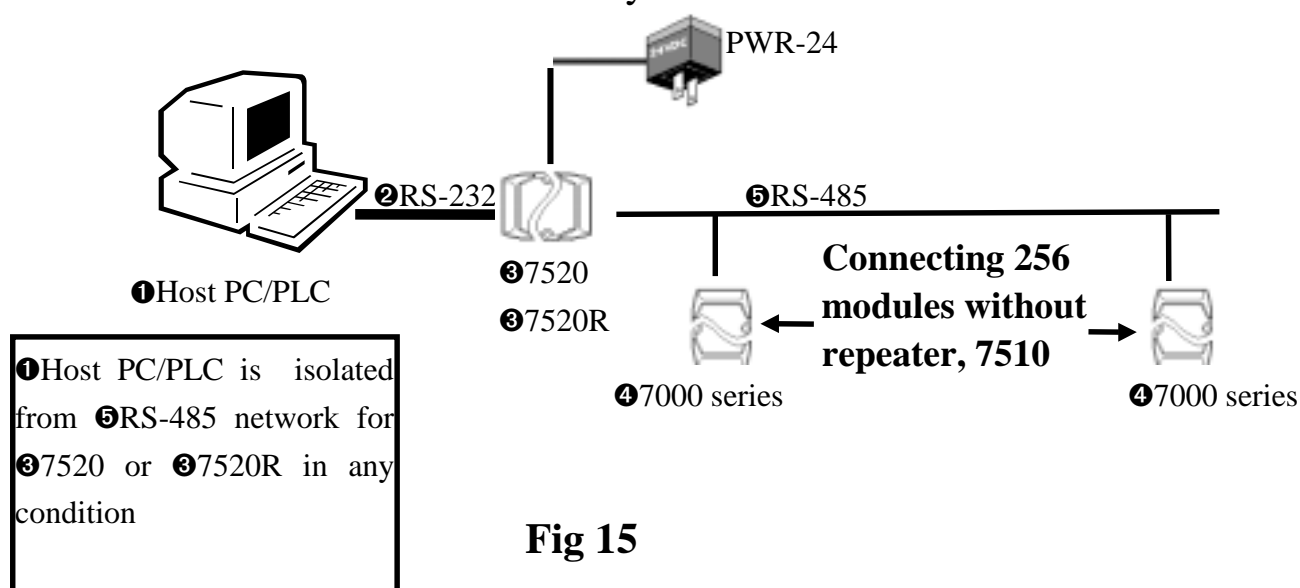 PWR-24
❷RS-232
❺RS-485
❶Host PC/PLC
❸7520
❸7520R
Connecting 256
modules without
repeater, 7510
❹7000 series
❹7000 series
❶Host PC/PLC is isolated
from ❺RS-485 network for
❸7520 or ❸7520R in any
condition
Fig 15